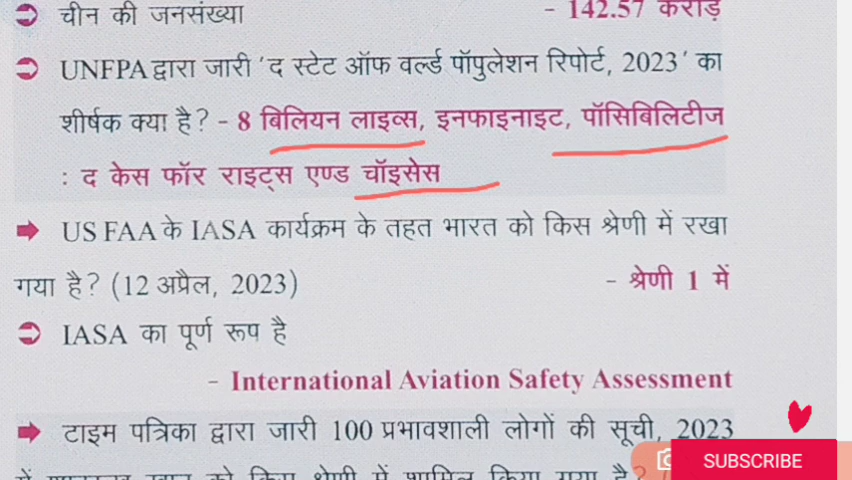 चीन की जनसंख्या - 142.57 करोड़
UNFPA द्वारा जारी ‘द स्टेट ऑफ वर्ल्ड पॉपुलेशन रिपोर्ट, 2023’ का
शीर्षक क्या है? - 8 बिलियन लाइव्स, इनफाइनाइट, पॉसिबिलिटीज
: द केस फॉर राइट्स एण्ड चॉइसेस
US FAA के IASA कार्यक्रम के तहत भारत को किस श्रेणी में रखा
गया है? (12 अप्रैल, 2023) - श्रेणी 1 में
IASA का पूर्ण रूप है
- International Aviation Safety Assessment
टाइम पत्रिका द्वारा जारी 100 प्रभावशाली लोगों की सूची, 2023
को किस श्रेणी में शामिल किया गया है?
SUBSCRIBE